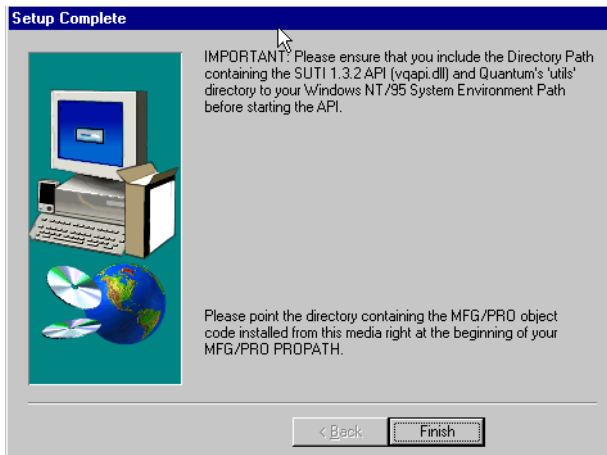 Setup Complete
IMPORTANT: Please ensure that you include the Directory Path
containing the SUTI 1.3.2 API (vqapi.dll) and Quantum's 'utils'
directory to your Windows NT/95 System Environment Path
before starting the API.
Please point the directory containing the MFG/PRO object
code installed from this media right at the beginning of your
MFG/PRO PROPATH.
< Back
Finish